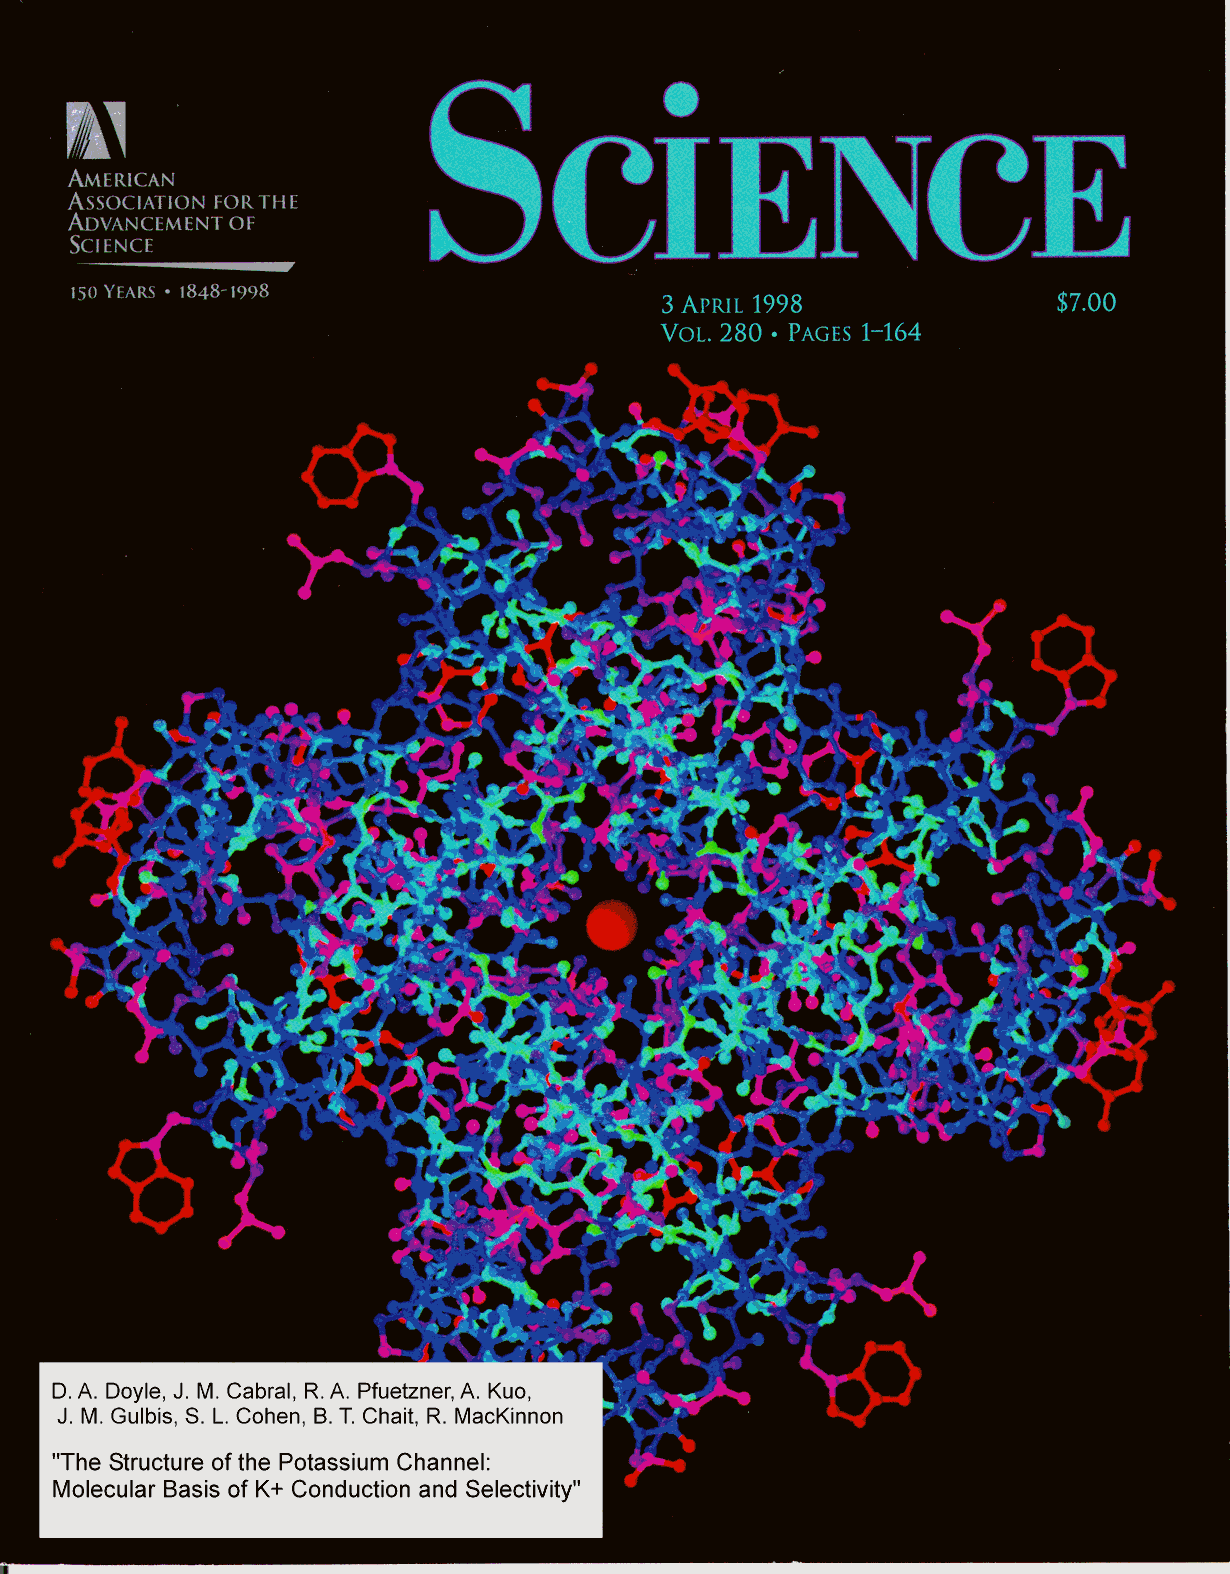 AMERICAN
ASSOCIATION FOR THE
ADVANCEMENT OF
SCIENCE
150 YEARS • 1848-1998
SCiENCE
3 APRIL 1998
$7.00
VOL. 280 • PAGES 1–164
D. A. Doyle, J. M. Cabral, R. A. Pfuetzner, A. Kuo,
J. M. Gulbis, S. L. Cohen, B. T. Chait, R. MacKinnon
"The Structure of the Potassium Channel:
Molecular Basis of K+ Conduction and Selectivity"